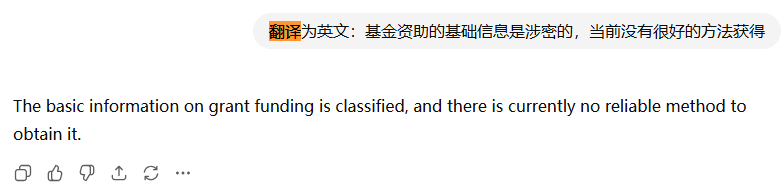 翻译为英文：基金资助的基础信息是涉密的，当前没有很好的方法获得
The basic information on grant funding is classified, and there is currently no reliable method to
obtain it.